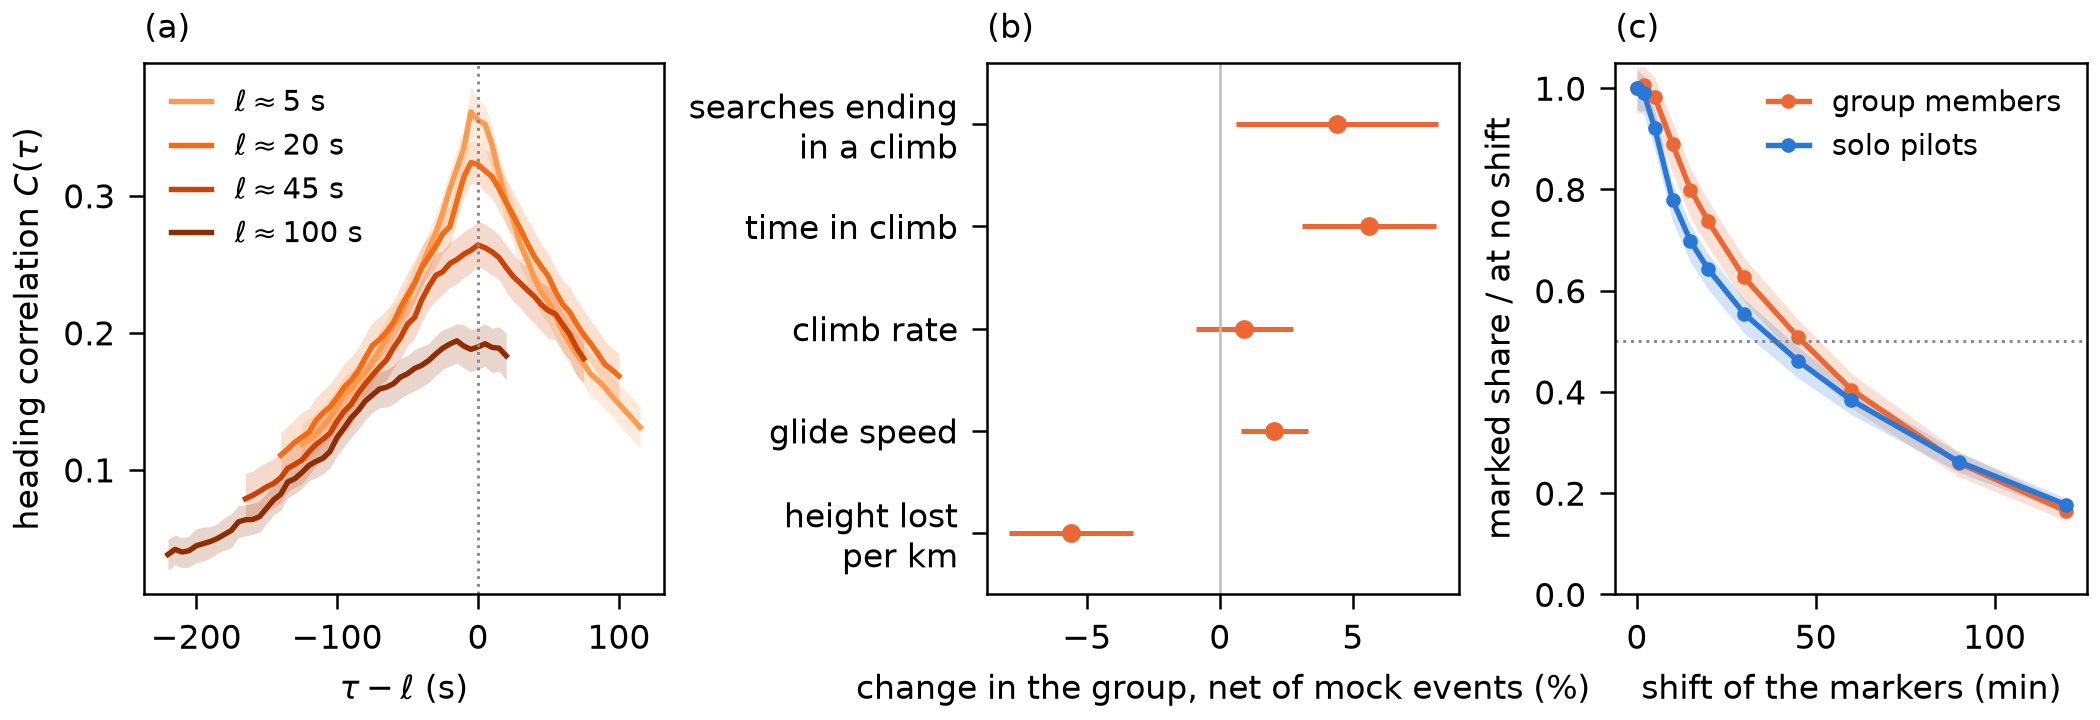 (a)
heading correlation C(τ)
0.3
0.2
0.1
ℓ ≈ 5 s
ℓ ≈ 20 s
ℓ ≈ 45 s
ℓ ≈ 100 s
−200
−100
0
100
τ − ℓ (s)
(b)
searches ending
in a climb
time in climb
climb rate
glide speed
height lost
per km
−5
0
5
change in the group, net of mock events (%)
(c)
marked share / at no shift
1.0
0.8
0.6
0.4
0.2
0.0
group members
solo pilots
0
50
100
shift of the markers (min)